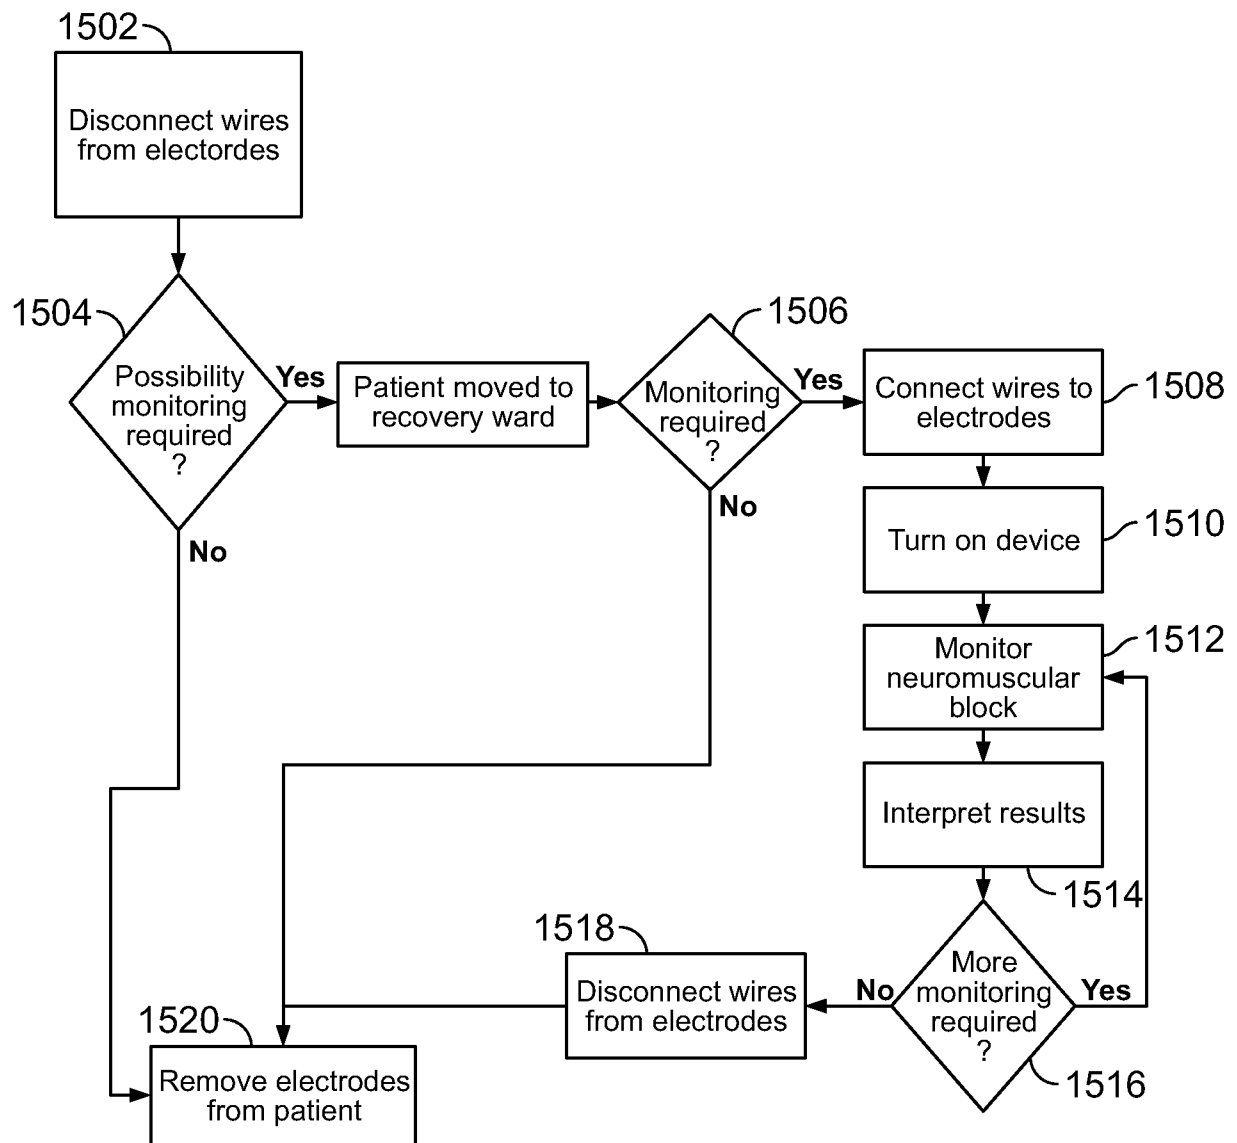 1502
Disconnect wires
from electordes
1504
Possibility
monitoring
required
?
Yes
No
Patient moved to
recovery ward
1506
Monitoring
required
?
Yes
No
Connect wires to
electrodes
1508
Turn on device
1510
Monitor
neuromuscular
block
1512
Interpret results
1514
More
monitoring
required
?
Yes
No
1516
1518
Disconnect wires
from electrodes
1520
Remove electrodes
from patient